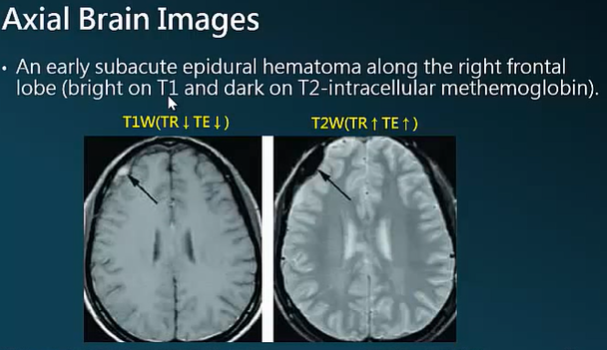 Axial Brain Images
• An early subacute epidural hematoma along the right frontal
lobe (bright on T1 and dark on T2-intracellular methemoglobin).
T1W(TR↓TE↓)
T2W(TR↑TE↑)